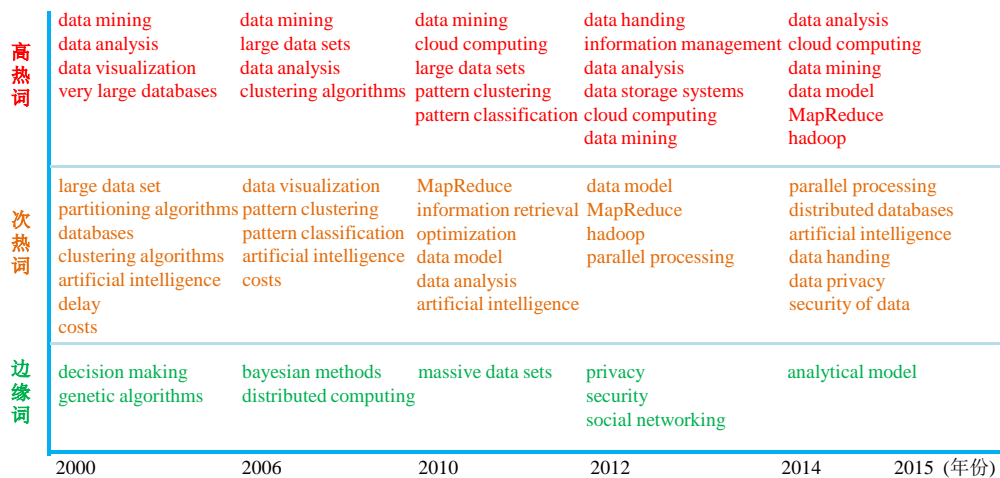 高热词
data mining
data analysis
data visualization
very large databases
data mining
large data sets
data analysis
clustering algorithms
data mining
cloud computing
large data sets
pattern clustering
pattern classification
data handing
information management
data analysis
data storage systems
cloud computing
data mining
data analysis
cloud computing
data mining
data model
MapReduce
hadoop
次热词
large data set
partitioning algorithms
databases
clustering algorithms
artificial intelligence
delay
costs
data visualization
pattern clustering
pattern classification
artificial intelligence
costs
MapReduce
information retrieval
optimization
data model
data analysis
artificial intelligence
data model
MapReduce
hadoop
parallel processing
parallel processing
distributed databases
artificial intelligence
data handing
data privacy
security of data
边缘词
decision making
genetic algorithms
bayesian methods
distributed computing
massive data sets
privacy
security
social networking
analytical model
2000 2006 2010 2012 2014 2015 (年份)